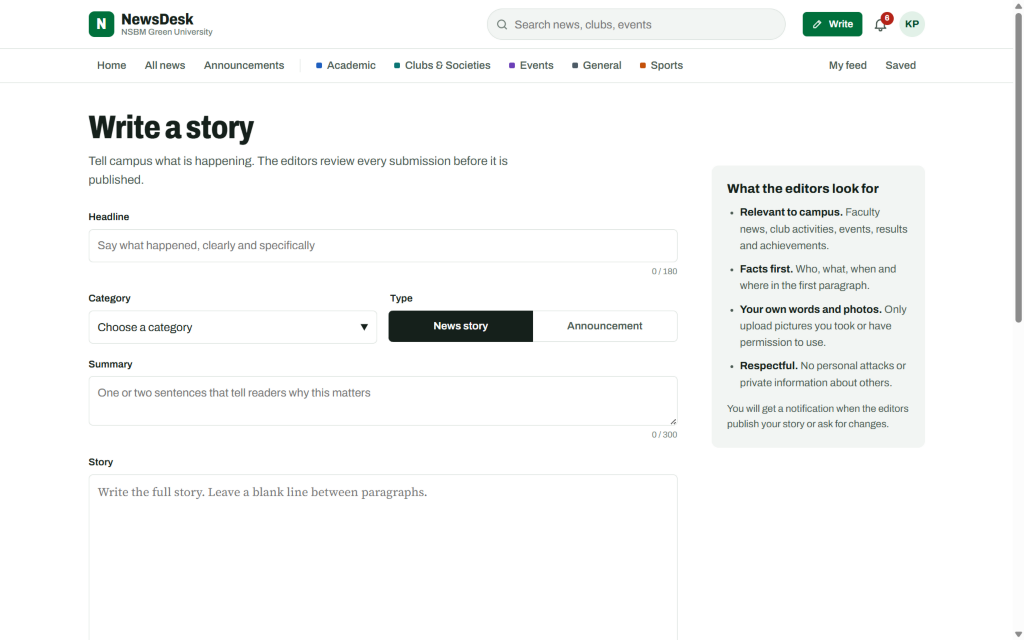 N
NewsDesk
NSBM Green University
Search news, clubs, events
Write
6
KP
Home
All news
Announcements
Academic
Clubs & Societies
Events
General
Sports
My feed
Saved
Write a story
Tell campus what is happening. The editors review every submission before it is
published.
Headline
Say what happened, clearly and specifically
0 / 180
Category
Type
Choose a category
News story
Announcement
Summary
One or two sentences that tell readers why this matters
0 / 300
Story
Write the full story. Leave a blank line between paragraphs.
What the editors look for
• Relevant to campus. Faculty
news, club activities, events, results
and achievements.
• Facts first. Who, what, when and
where in the first paragraph.
• Your own words and photos. Only
upload pictures you took or have
permission to use.
• Respectful. No personal attacks or
private information about others.
You will get a notification when the editors
publish your story or ask for changes.